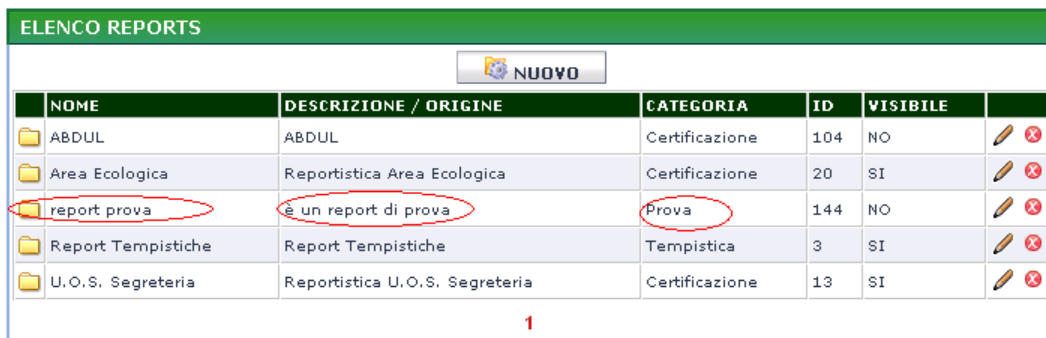 ELENCO REPORTS
NUOVO
NOME DESCRIZIONE / ORIGINE CATEGORIA ID VISIBILE
ABDUL ABDUL Certificazione 104 NO
Area Ecologica Reportistica Area Ecologica Certificazione 20 SI
report prova è un report di prova Prova 144 NO
Report Tempistiche Report Tempistiche Tempistica 3 SI
U.O.S. Segreteria Reportistica U.O.S. Segreteria Certificazione 13 SI
1